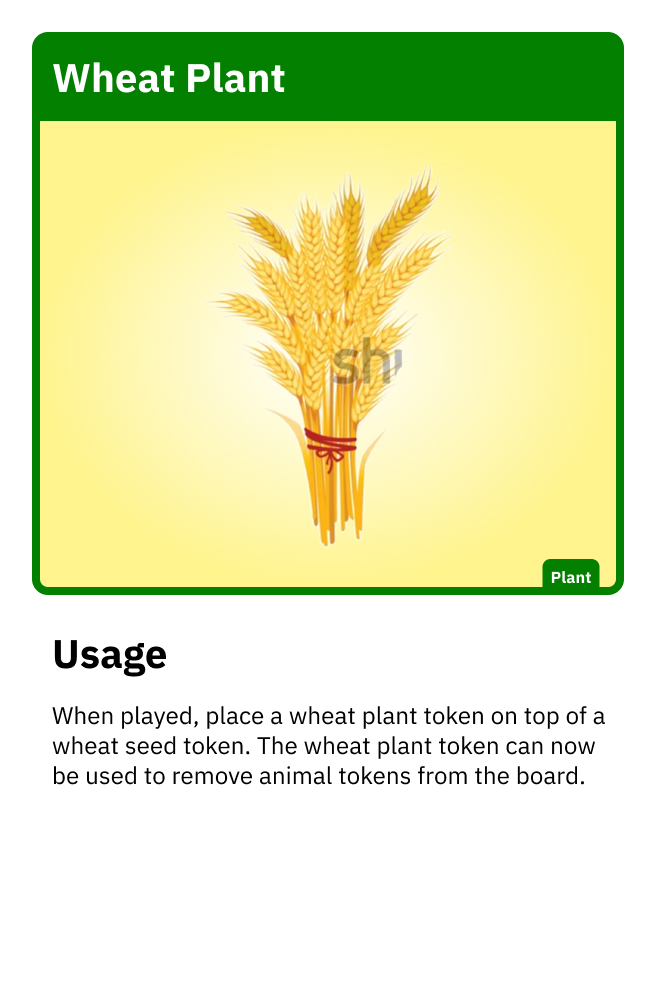 Wheat Plant
Plant
Usage
When played, place a wheat plant token on top of a
wheat seed token. The wheat plant token can now
be used to remove animal tokens from the board.